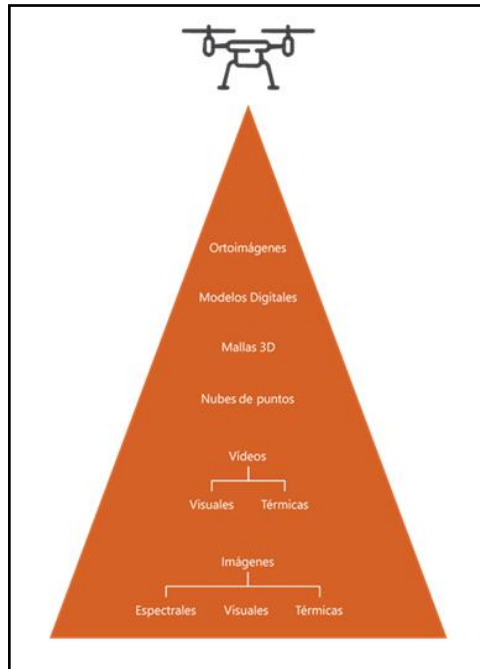 Ortoimágenes
Modelos Digitales
Mallas 3D
Nubes de puntos
Vídeos
Visuales Térmicas
Imágenes
Espectrales Visuales Térmicas